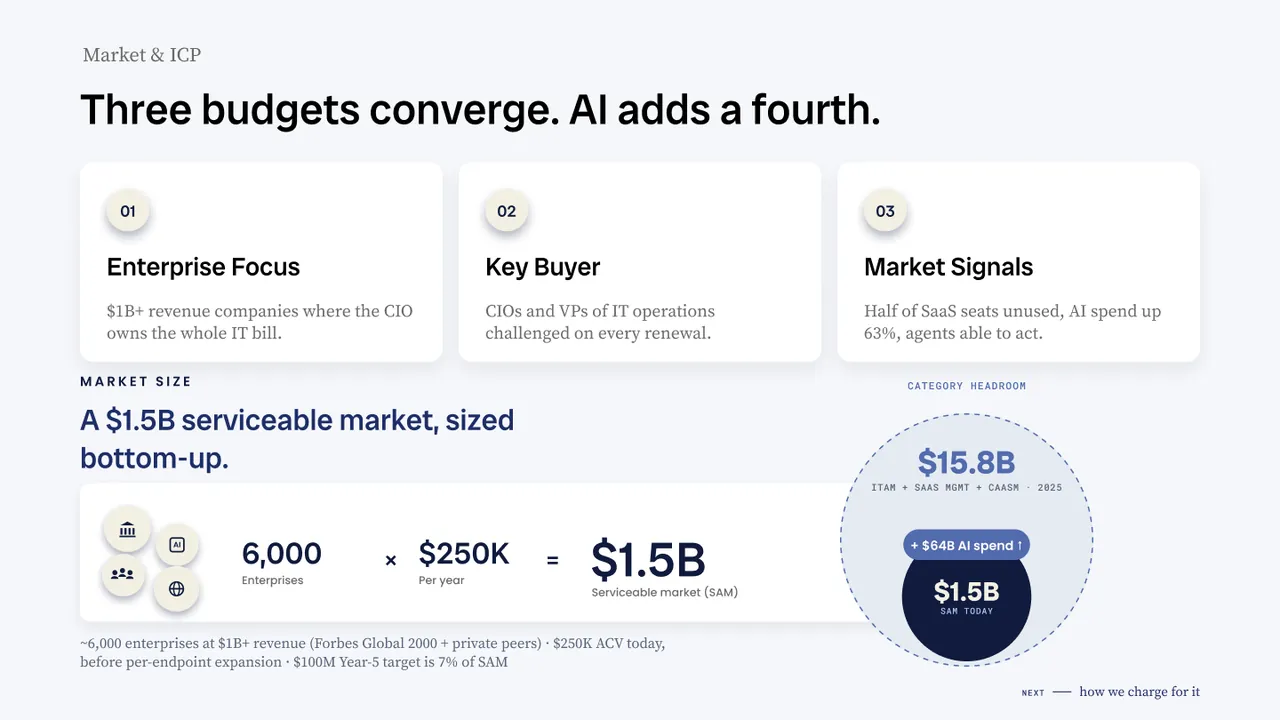 Market & ICP
Three budgets converge. AI adds a fourth.
01
Enterprise Focus
$1B+ revenue companies where the CIO
owns the whole IT bill.
02
Key Buyer
CIOs and VPs of IT operations
challenged on every renewal.
03
Market Signals
Half of SaaS seats unused, AI spend up
63%, agents able to act.
MARKET SIZE
A $1.5B serviceable market, sized
bottom-up.
AI
6,000
Enterprises
×
$250K
Per year
=
$1.5B
Serviceable market (SAM)
~6,000 enterprises at $1B+ revenue (Forbes Global 2000 + private peers) · $250K ACV today,
before per-endpoint expansion · $100M Year-5 target is 7% of SAM
CATEGORY HEADROOM
$15.8B
ITAM + SAAS MGMT + CAASM · 2025
+ $64B AI spend ↑
$1.5B
SAM TODAY
NEXT — how we charge for it